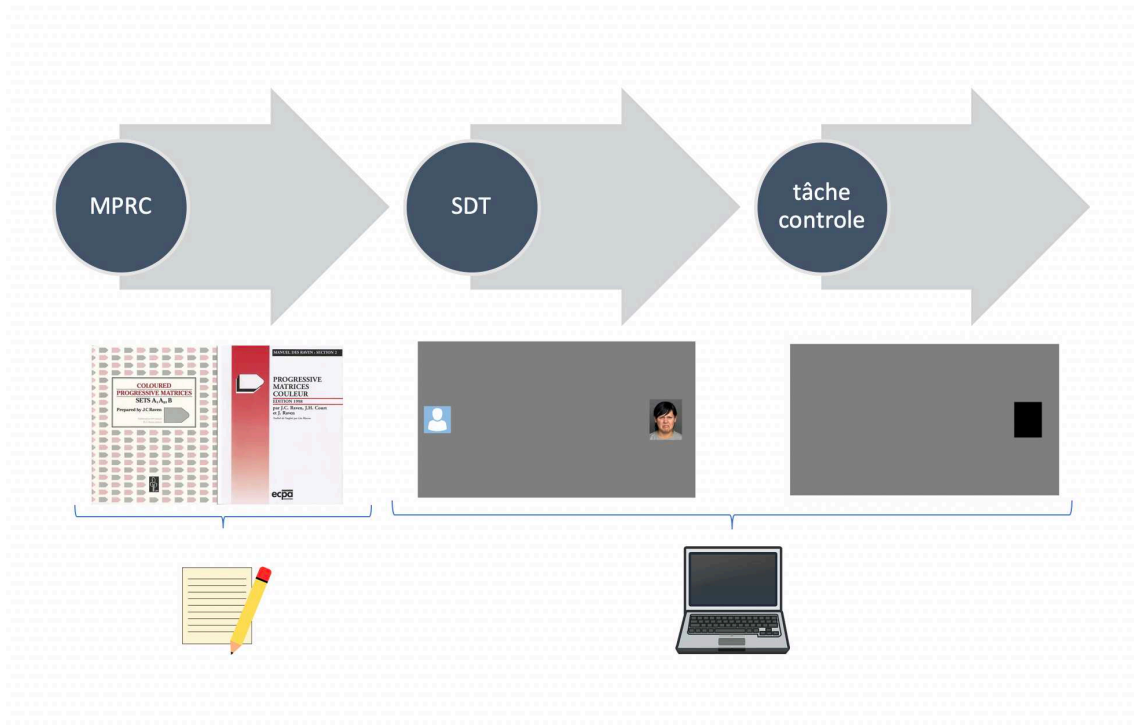 MPRC
SDT
tâche
controle
COLOURED
PROGRESSIVE MATRICES
SETS A, A_B, B
Prepared by J C Raven
MANUEL DES RAVEN - SECTION 2
PROGRESSIVE
MATRICES
COULEUR
EDITION 1998
par J.C. Raven, J.H. Court
et J. Raven
ecpa